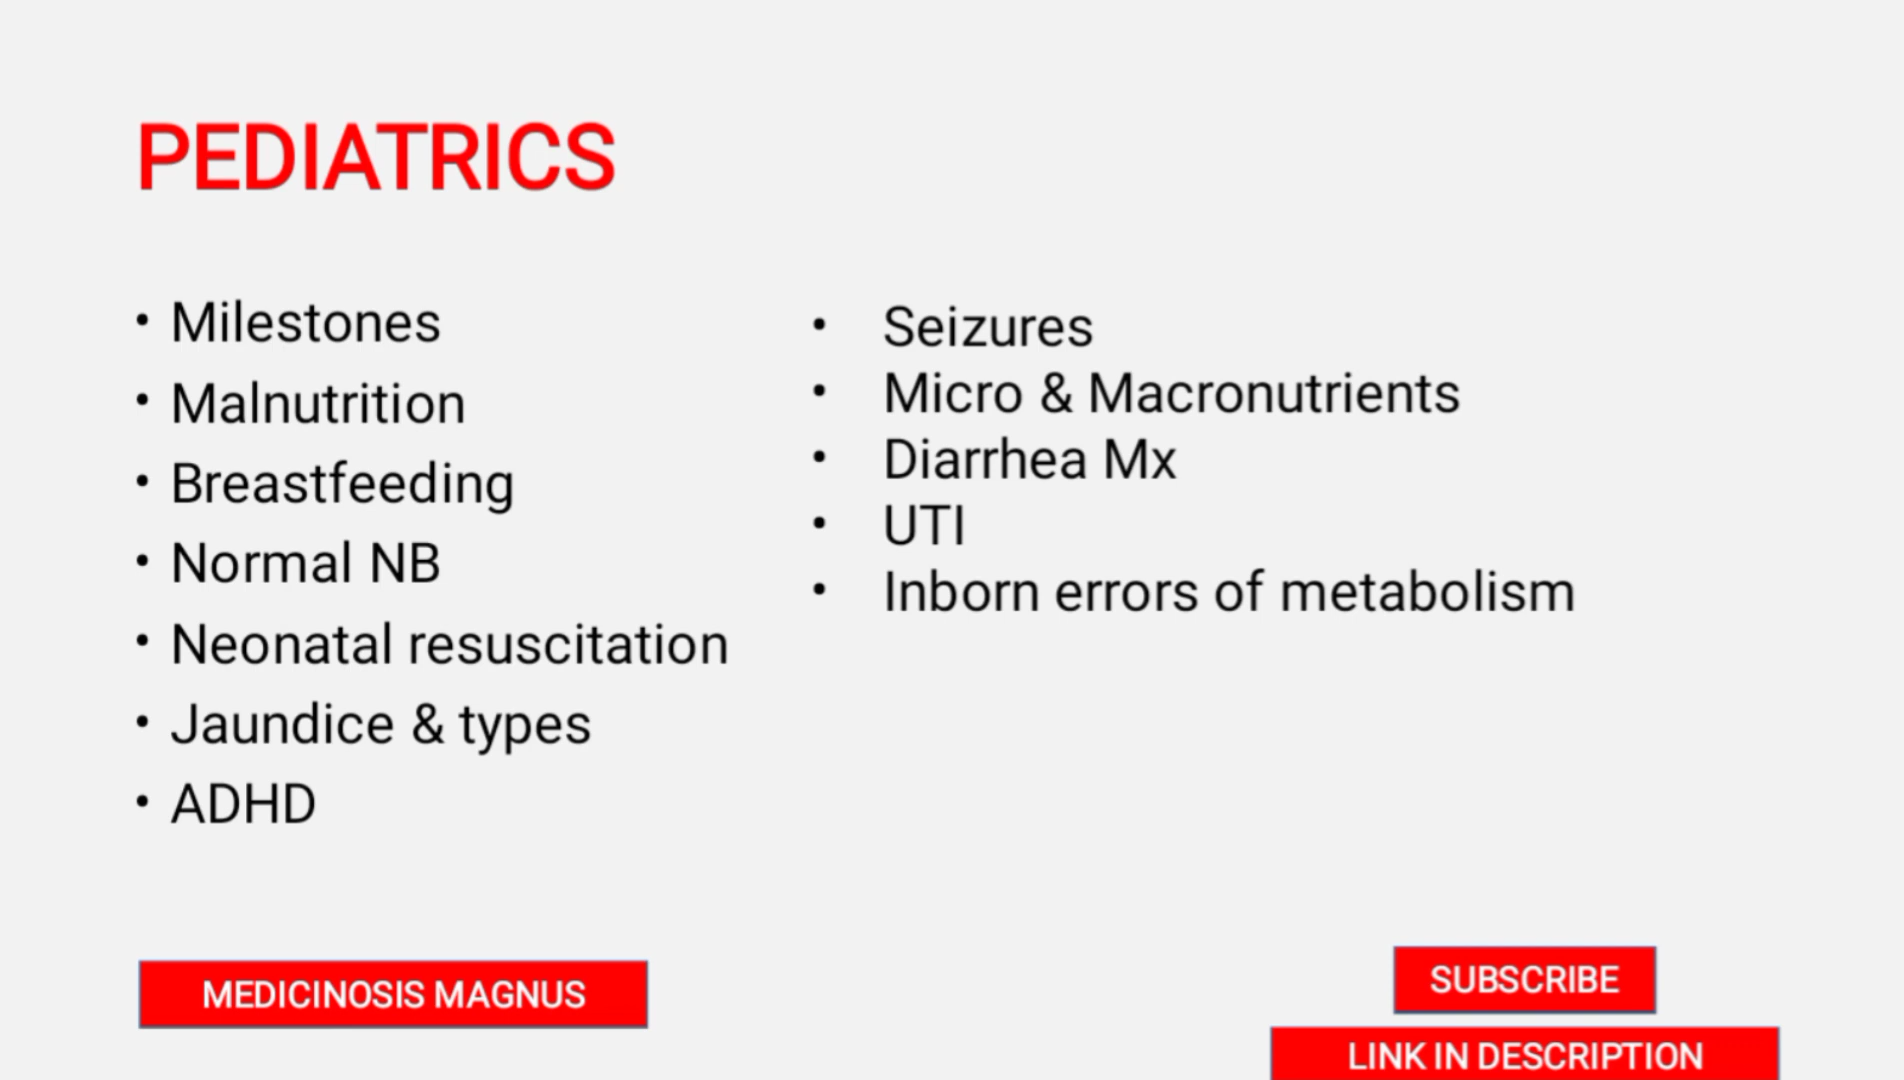 PEDIATRICS
• Milestones
• Malnutrition
• Breastfeeding
• Normal NB
• Neonatal resuscitation
• Jaundice & types
• ADHD
• Seizures
• Micro & Macronutrients
• Diarrhea Mx
• UTI
• Inborn errors of metabolism
MEDICINOSIS MAGNUS
SUBSCRIBE
LINK IN DESCRIPTION